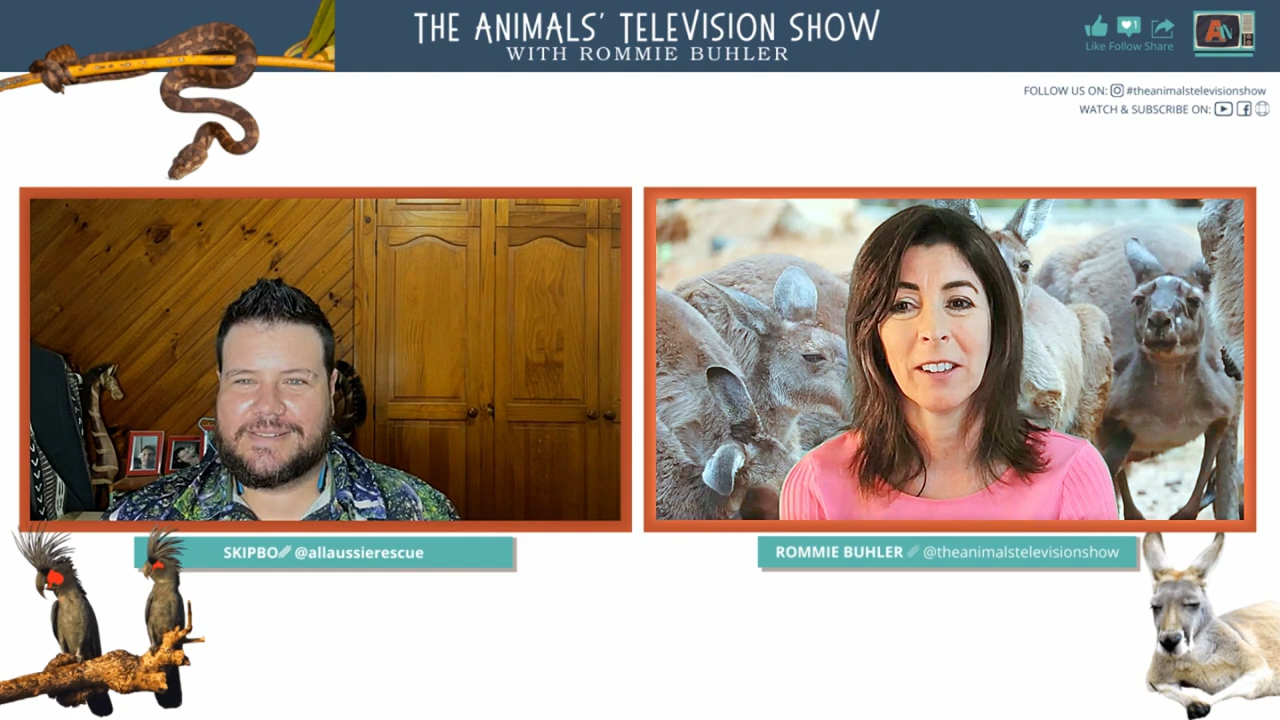 THE ANIMALS' TELEVISION SHOW
WITH ROMMIE BUHLER
1
Like Follow Share
FOLLOW US ON: #theanimalstelevisionshow
WATCH & SUBSCRIBE ON:
SKIPBO @allaussierescue
ROMMIE BUHLER @theanimalstelevisionshow